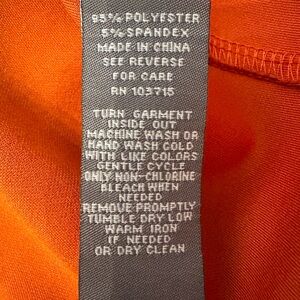 95% POLYESTER
5% SPANDEX
MADE IN CHINA
SEE REVERSE
FOR CARE
RN 103715
TURN GARMENT
INSIDE OUT
MACHINE WASH OR
HAND WASH COLD
WITH LIKE COLORS
GENTLE CYCLE
ONLY NON-CHLORINE
BLEACH WHEN
NEEDED
REMOVE PROMPTLY
TUMBLE DRY LOW
WARM IRON
IF NEEDED
OR DRY CLEAN